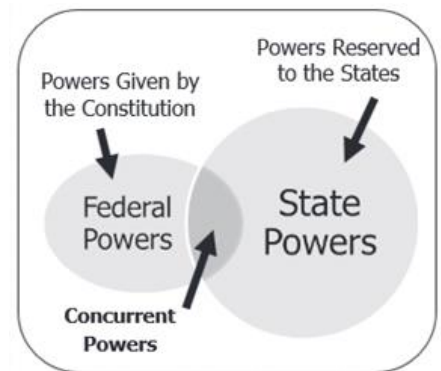 Powers Reserved
to the States
Powers Given by
the Constitution
Federal
Powers
State
Powers
Concurrent
Powers